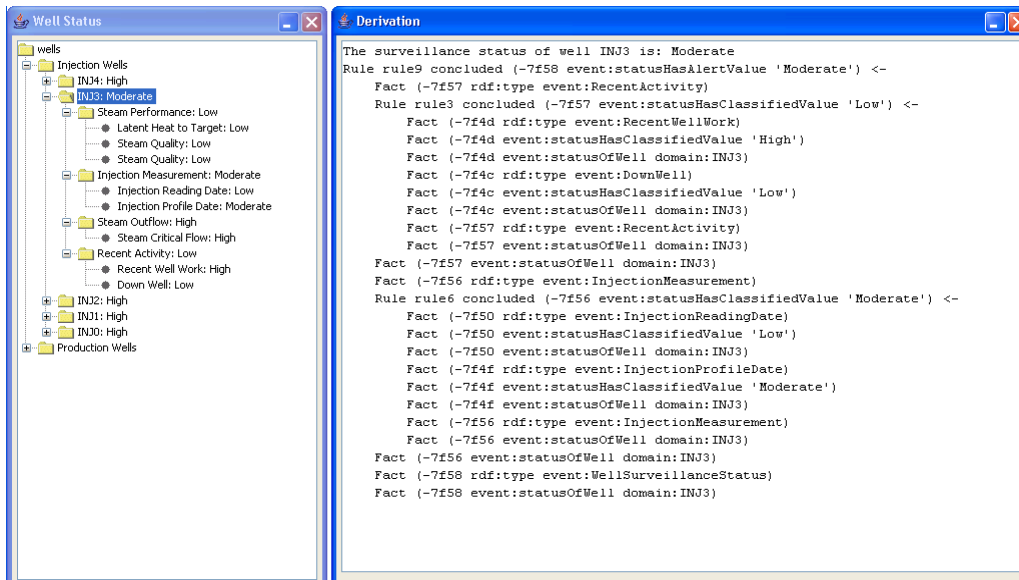 Well Status
wells
Injection Wells
INJ4: High
INJ3: Moderate
Steam Performance: Low
Latent Heat to Target: Low
Steam Quality: Low
Steam Quality: Low
Injection Measurement: Moderate
Injection Reading Date: Low
Injection Profile Date: Moderate
Steam Outflow: High
Steam Critical Flow: High
Recent Activity: Low
Recent Well Work: High
Down Well: Low
INJ2: High
INJ1: High
INJ0: High
Production Wells
Derivation
The surveillance status of well INJ3 is: Moderate
Rule rule9 concluded (-7f58 event:statusHasAlertValue 'Moderate') <-
Fact (-7f57 rdf:type event:RecentActivity)
Rule rule3 concluded (-7f57 event:statusHasClassifiedValue 'Low') <-
Fact (-7f4d rdf:type event:RecentWellWork)
Fact (-7f4d event:statusHasClassifiedValue 'High')
Fact (-7f4d event:statusOfWell domain:INJ3)
Fact (-7f4c rdf:type event:DownWell)
Fact (-7f4c event:statusHasClassifiedValue 'Low')
Fact (-7f4c event:statusOfWell domain:INJ3)
Fact (-7f57 rdf:type event:RecentActivity)
Fact (-7f57 event:statusOfWell domain:INJ3)
Fact (-7f57 event:statusOfWell domain:INJ3)
Fact (-7f56 rdf:type event:InjectionMeasurement)
Rule rule6 concluded (-7f56 event:statusHasClassifiedValue 'Moderate') <-
Fact (-7f50 rdf:type event:InjectionReadingDate)
Fact (-7f50 event:statusHasClassifiedValue 'Low')
Fact (-7f50 event:statusOfWell domain:INJ3)
Fact (-7f4f rdf:type event:InjectionProfileDate)
Fact (-7f4f event:statusHasClassifiedValue 'Moderate')
Fact (-7f4f event:statusOfWell domain:INJ3)
Fact (-7f56 rdf:type event:InjectionMeasurement)
Fact (-7f56 event:statusOfWell domain:INJ3)
Fact (-7f56 event:statusOfWell domain:INJ3)
Fact (-7f58 rdf:type event:WellSurveillanceStatus)
Fact (-7f58 event:statusOfWell domain:INJ3)